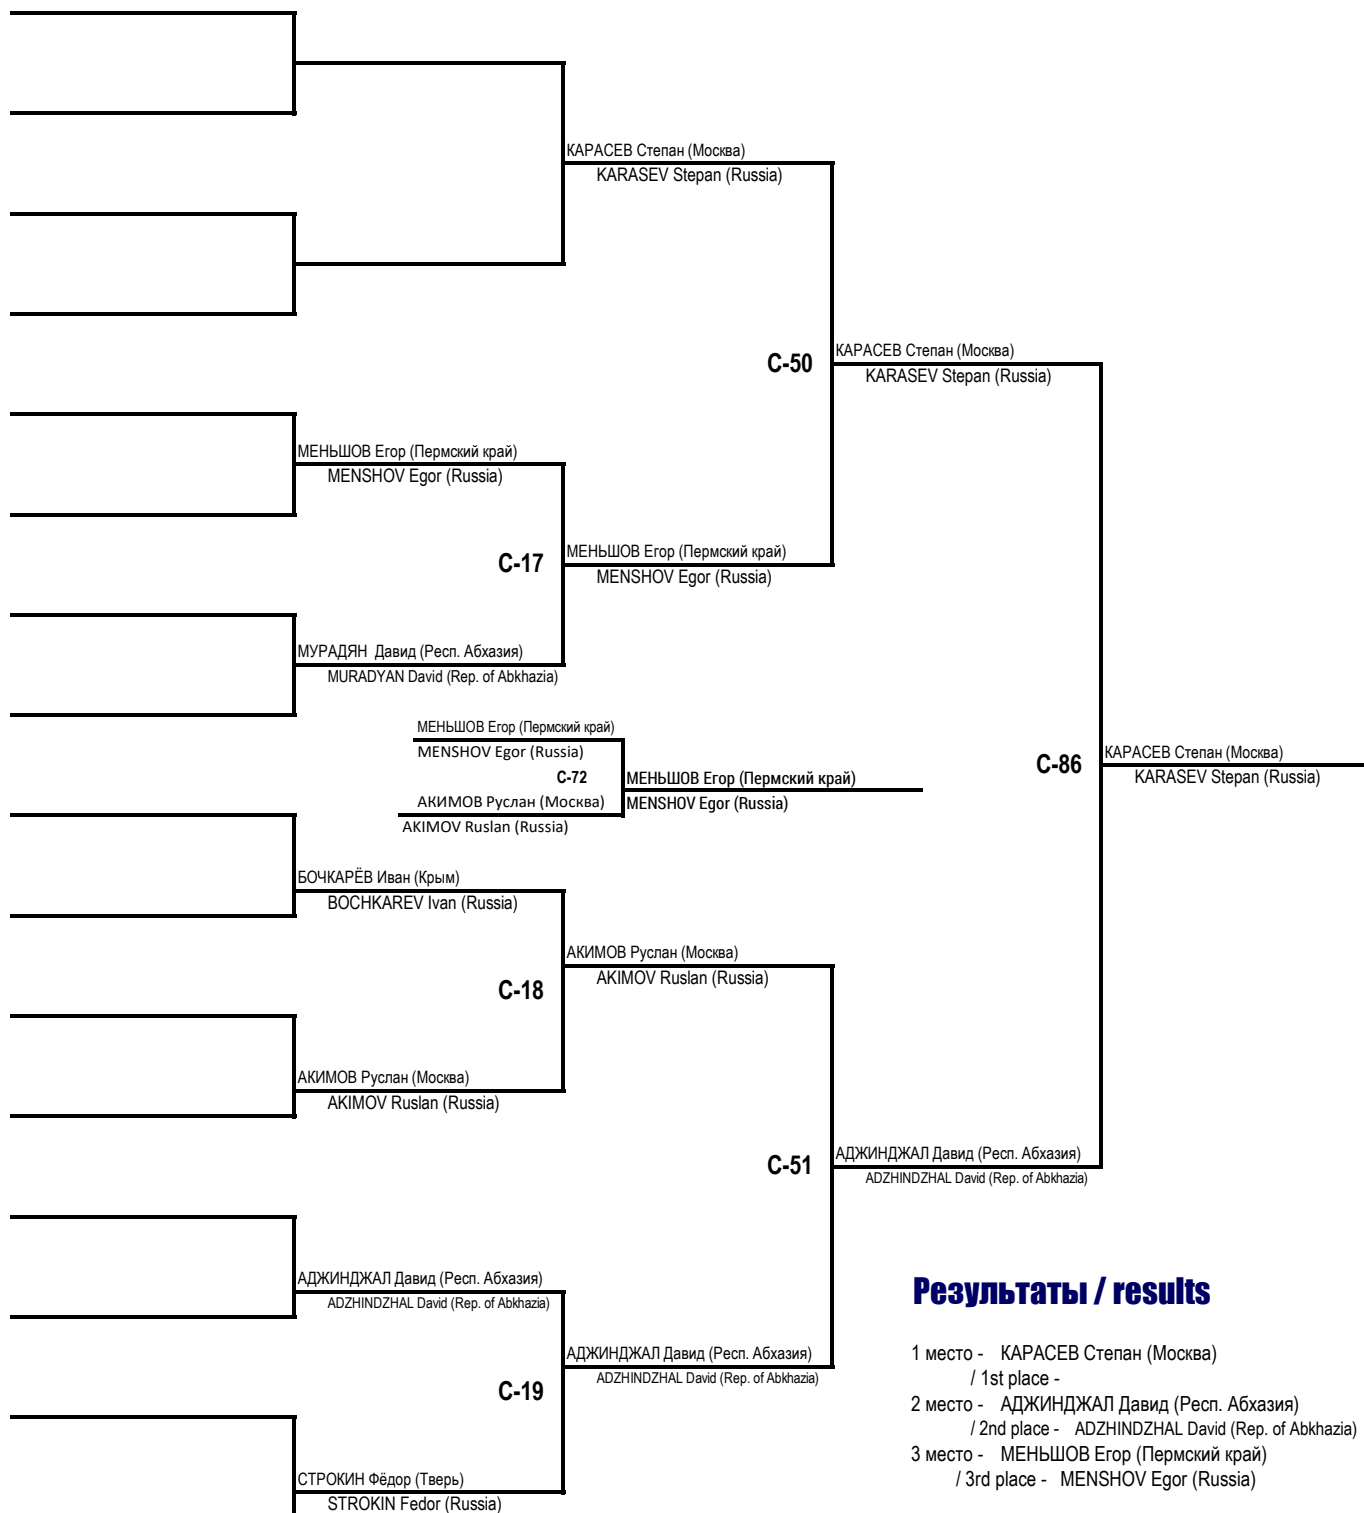 КАРАСЕВ Степан (Москва)
KARASEV Stepan (Russia)
C-50
КАРАСЕВ Степан (Москва)
KARASEV Stepan (Russia)
МЕНЬШОВ Егор (Пермский край)
MENSHOV Egor (Russia)
C-17
МЕНЬШОВ Егор (Пермский край)
MENSHOV Egor (Russia)
МУРАДЯН Давид (Респ. Абхазия)
MURADYAN David (Rep. of Abkhazia)
МЕНЬШОВ Егор (Пермский край)
MENSHOV Egor (Russia)
C-72
МЕНЬШОВ Егор (Пермский край)
MENSHOV Egor (Russia)
АКИМОВ Руслан (Москва)
AKIMOV Ruslan (Russia)
C-86
КАРАСЕВ Степан (Москва)
KARASEV Stepan (Russia)
БОЧКАРЁВ Иван (Крым)
BOCHKAREV Ivan (Russia)
C-18
АКИМОВ Руслан (Москва)
AKIMOV Ruslan (Russia)
АКИМОВ Руслан (Москва)
AKIMOV Ruslan (Russia)
C-51
АДЖИНДЖАЛ Давид (Респ. Абхазия)
ADZHINDZHAL David (Rep. of Abkhazia)
АДЖИНДЖАЛ Давид (Респ. Абхазия)
ADZHINDZHAL David (Rep. of Abkhazia)
C-19
АДЖИНДЖАЛ Давид (Респ. Абхазия)
ADZHINDZHAL David (Rep. of Abkhazia)
СТРОКИН Фёдор (Тверь)
STROKIN Fedor (Russia)
Результаты / results
1 место - КАРАСЕВ Степан (Москва)
/ 1st place -
2 место - АДЖИНДЖАЛ Давид (Респ. Абхазия)
/ 2nd place - ADZHINDZHAL David (Rep. of Abkhazia)
3 место - МЕНЬШОВ Егор (Пермский край)
/ 3rd place - MENSHOV Egor (Russia)